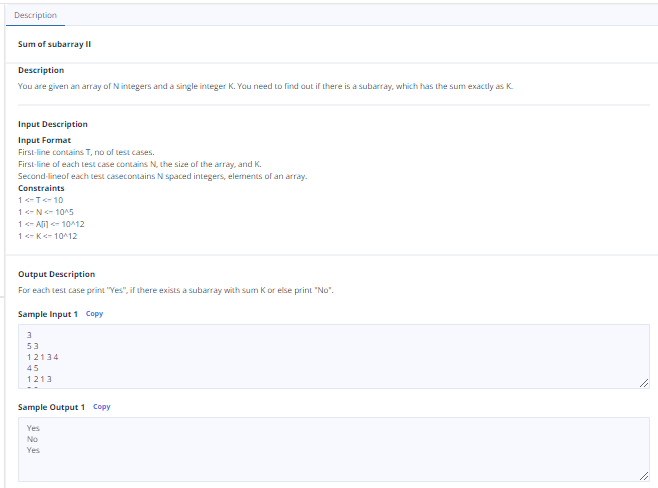 Description
Sum of subarray II
Description
You are given an array of N integers and a single integer K. You need to find out if there is a subarray, which has the sum exactly as K.
Input Description
Input Format
First-line contains T, no of test cases.
First-line of each test case contains N, the size of the array, and K.
Second-lineof each test casecontains N spaced integers, elements of an array.
Constraints
1 <= T <= 10
1 <= N <= 10^5
1 <= A[i] <= 10^12
1 <= K <= 10^12
Output Description
For each test case print "Yes", if there exists a subarray with sum K or else print "No".
Sample Input 1 Copy
3
5 3
1 2 1 3 4
4 5
1 2 1 3
Sample Output 1 Copy
Yes
No
Yes